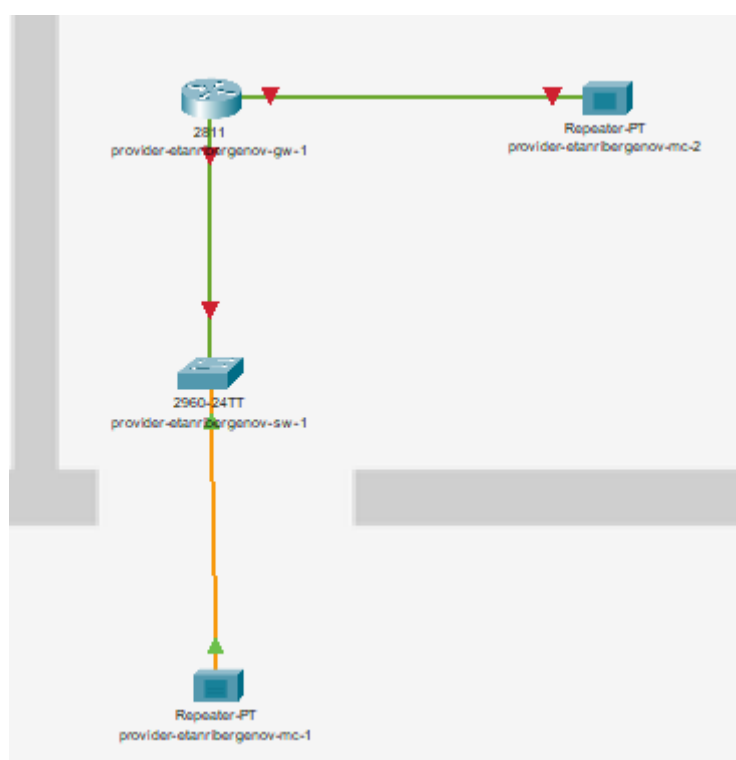 2811
provider-etanribergenov-gw-1
Repeater-PT
provider-etanribergenov-mc-2
2960-24TT
provider-etanribergenov-sw-1
Repeater-PT
provider-etanribergenov-mc-1